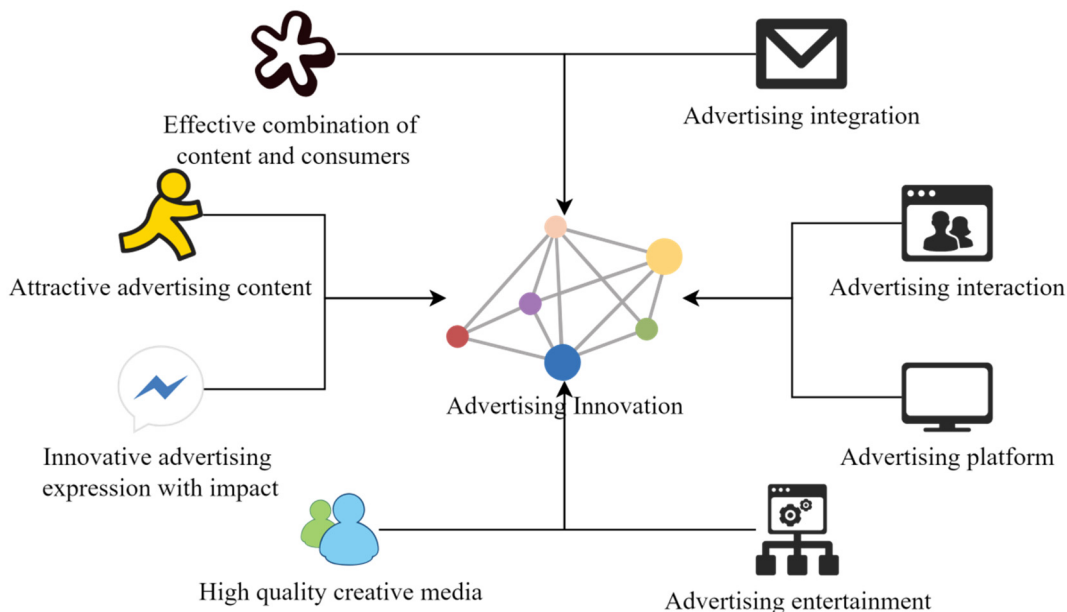 Effective combination of
content and consumers
Advertising integration
Attractive advertising content
Advertising interaction
Advertising Innovation
Innovative advertising
expression with impact
Advertising platform
High quality creative media
Advertising entertainment